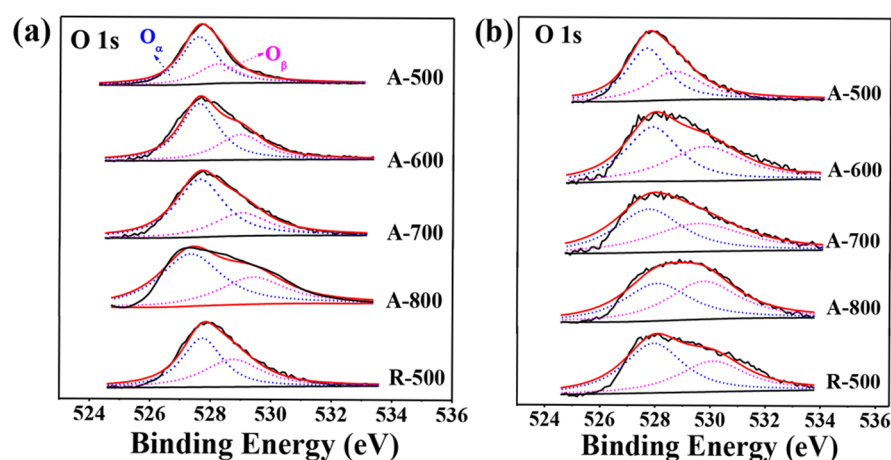 (a)
O 1s
Oα
Oβ
A-500
A-600
A-700
A-800
R-500
524 526 528 530 532 534 536
Binding Energy (eV)
(b)
O 1s
A-500
A-600
A-700
A-800
R-500
524 526 528 530 532 534 536
Binding Energy (eV)